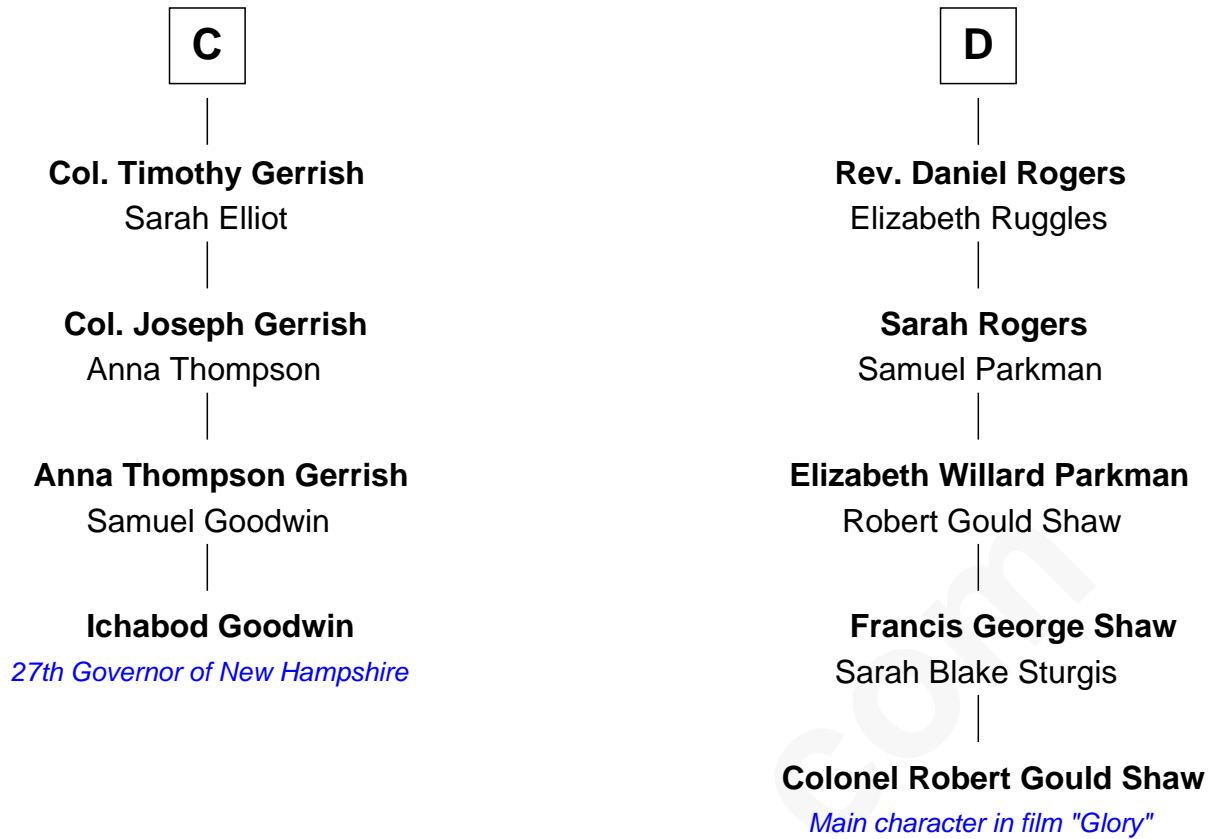 C
Col. Timothy Gerrish
Sarah Elliot
Col. Joseph Gerrish
Anna Thompson
Anna Thompson Gerrish
Samuel Goodwin
Ichabod Goodwin
27th Governor of New Hampshire
D
Rev. Daniel Rogers
Elizabeth Ruggles
Sarah Rogers
Samuel Parkman
Elizabeth Willard Parkman
Robert Gould Shaw
Francis George Shaw
Sarah Blake Sturgis
Colonel Robert Gould Shaw
Main character in film "Glory"
com